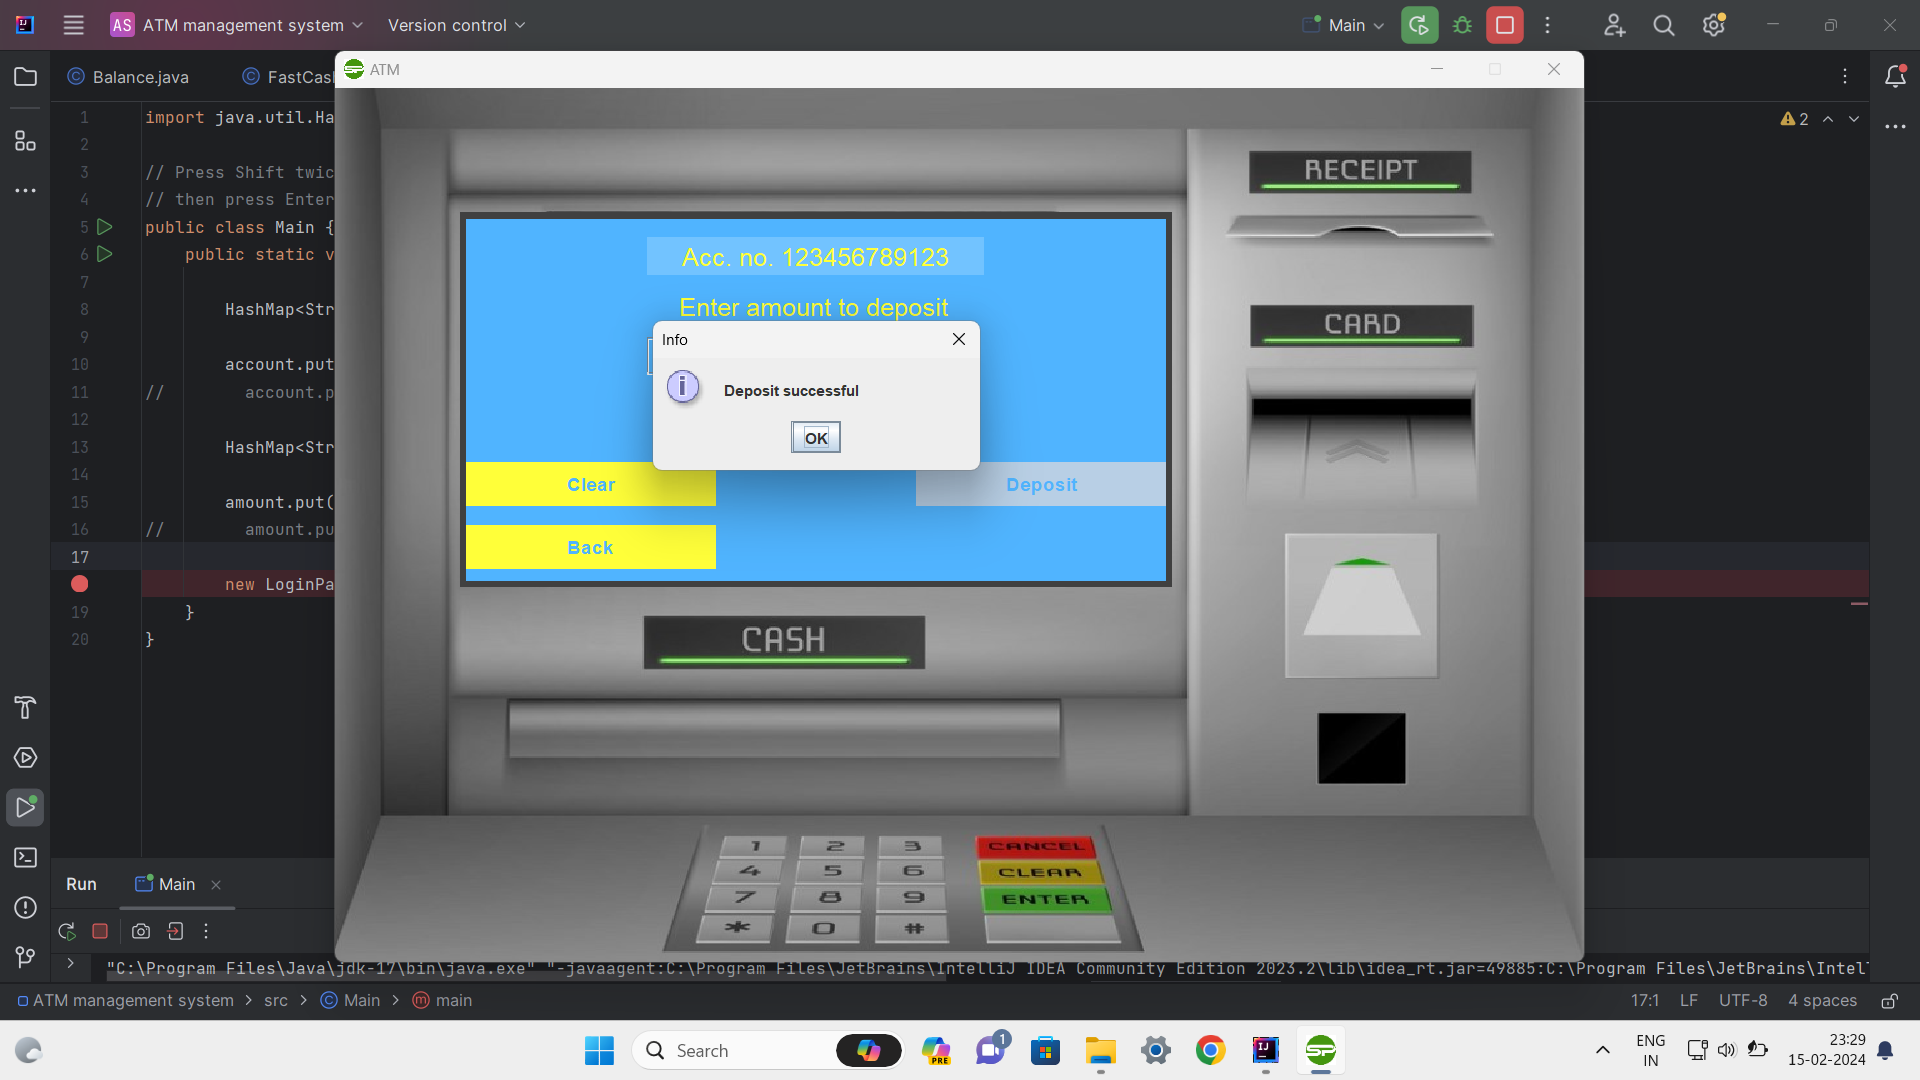 AS ATM management system Version control Main
Balance.java
ATM
1 import java.util.Ha
2
3 // Press Shift twic
4 // then press Enter
5 public class Main {
6 public static v
7
8 HashMap<Str
9
10 account.put
11 // account.p
12
13 HashMap<Str
14
15 amount.put(
16 // amount.pu
17
new LoginPa
19 }
20 }
2
Acc. no. 123456789123
Enter amount to deposit
Info
Deposit successful
OK
Clear
Deposit
Back
RECEIPT
CARD
CASH
1 2 3 CANCEL
4 5 6 CLEAR
7 8 9 ENTER
* 0 #
Run Main
"C:\Program Files\Java\jdk-17\bin\java.exe" "-javaagent:C:\Program Files\JetBrains\IntelliJ IDEA Community Edition 2023.2\lib\idea_rt.jar=49885:C:\Program Files\JetBrains\Intel
ATM management system > src > Main > main 17:1 LF UTF-8 4 spaces
Search
PRE
1
IJ
SP
ENG
IN
23:29
15-02-2024